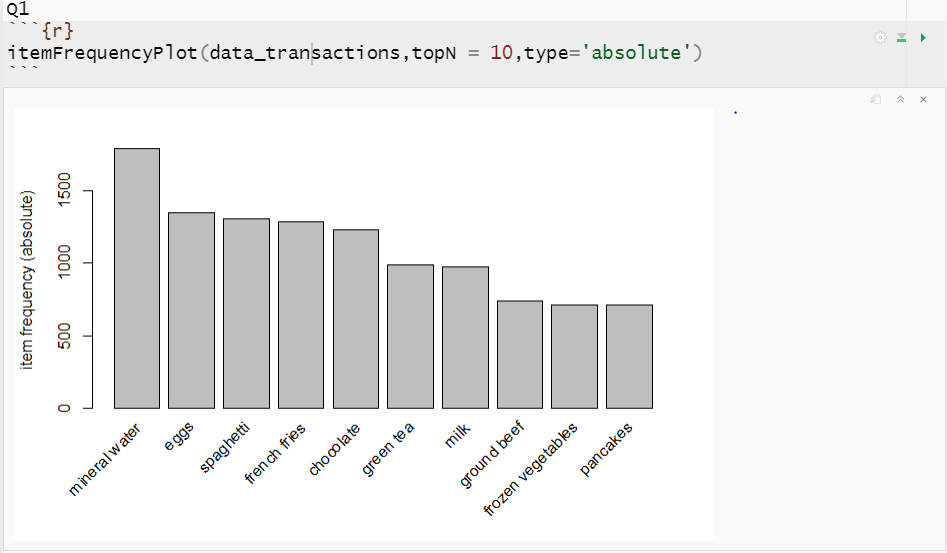 Q1
```{r}
itemFrequencyPlot(data_transactions,topN = 10,type='absolute')
```
item frequency (absolute)
1500
1000
500
0
mineral water
eggs
spaghetti
french fries
chocolate
green tea
milk
ground beef
frozen vegetables
pancakes